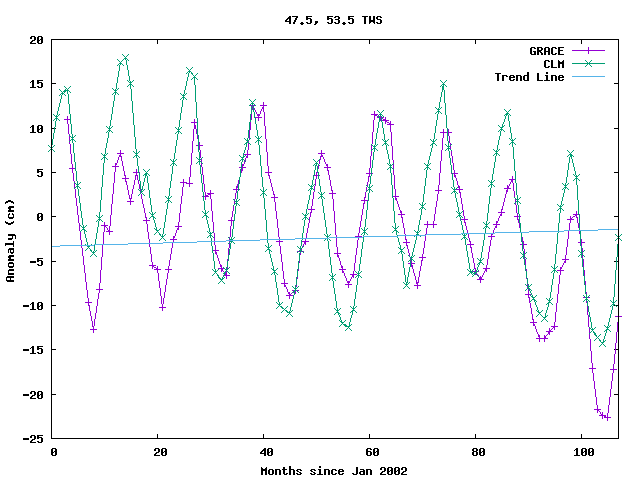 47.5, 53.5 TWS
GRACE
CLM
Trend Line
20
15
10
5
0
-5
-10
-15
-20
-25
Anomaly (cm)
0 20 40 60 80 100
Months since Jan 2002